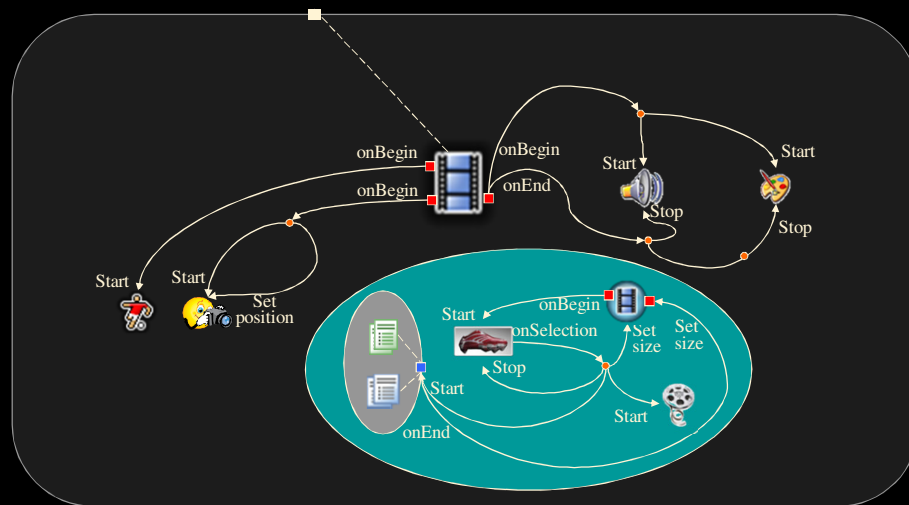 onBegin
onBegin
onBegin
onEnd
Start
Start
Stop
Stop
Start
Start
Set
position
onBegin
Start
onSelection
Set
size
Set
size
Stop
Start
Start
onEnd